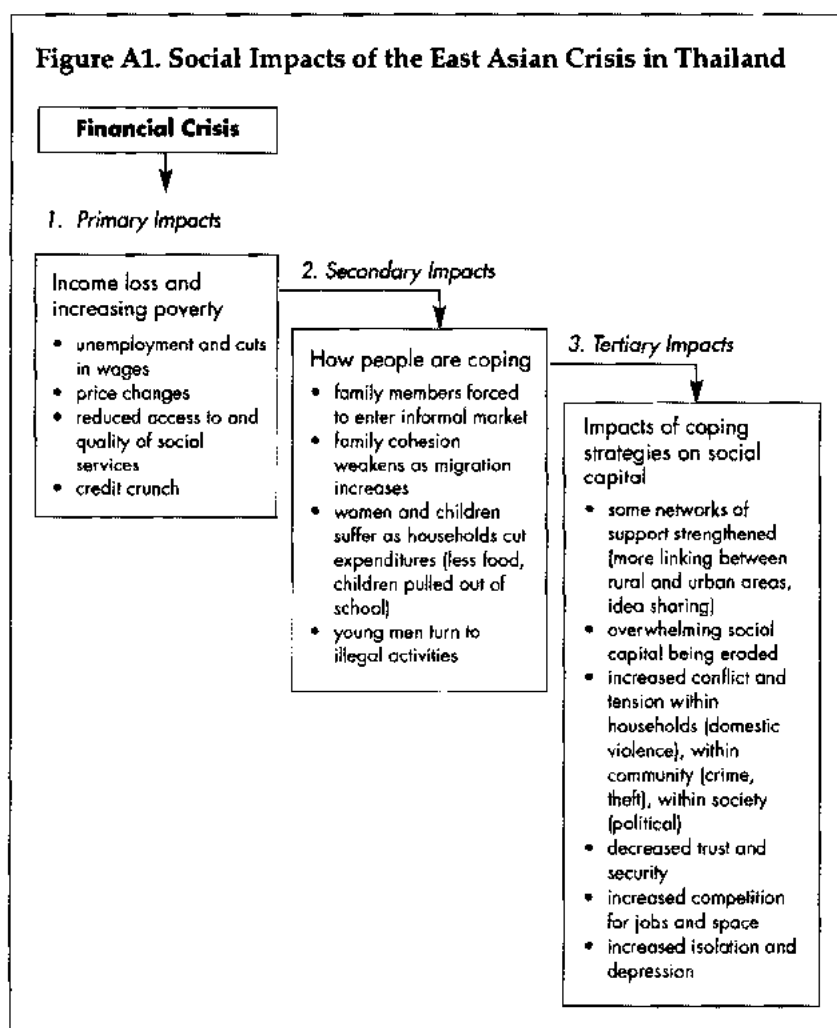 Figure A1. Social Impacts of the East Asian Crisis in Thailand
Financial Crisis
1. Primary Impacts
Income loss and
increasing poverty
• unemployment and cuts
in wages
• price changes
• reduced access to and
quality of social
services
• credit crunch
2. Secondary Impacts
How people are coping
• family members forced
to enter informal market
• family cohesion
weakens as migration
increases
• women and children
suffer as households cut
expenditures (less food,
children pulled out of
school)
• young men turn to
illegal activities
3. Tertiary Impacts
Impacts of coping
strategies on social
capital
• some networks of
support strengthened
(more linking between
rural and urban areas,
idea sharing)
• overwhelming social
capital being eroded
• increased conflict and
tension within
households (domestic
violence), within
community (crime,
theft), within society
(political)
• decreased trust and
security
• increased competition
for jobs and space
• increased isolation and
depression